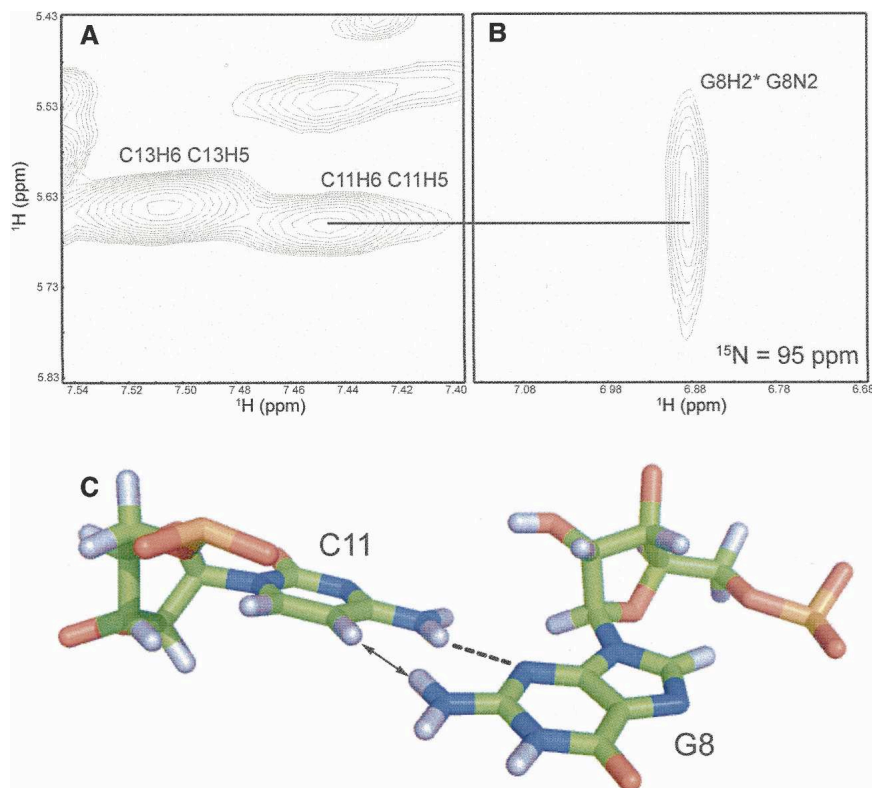 A
B
5.43
5.53
5.63
5.73
5.83
¹H (ppm)
C13H6 C13H5
C11H6 C11H5
7.54 7.52 7.50 7.48 7.46 7.44 7.42 7.40
¹H (ppm)
G8H2* G8N2
¹⁵N = 95 ppm
7.08 6.98 6.88 6.78 6.68
¹H (ppm)
C
C11
G8